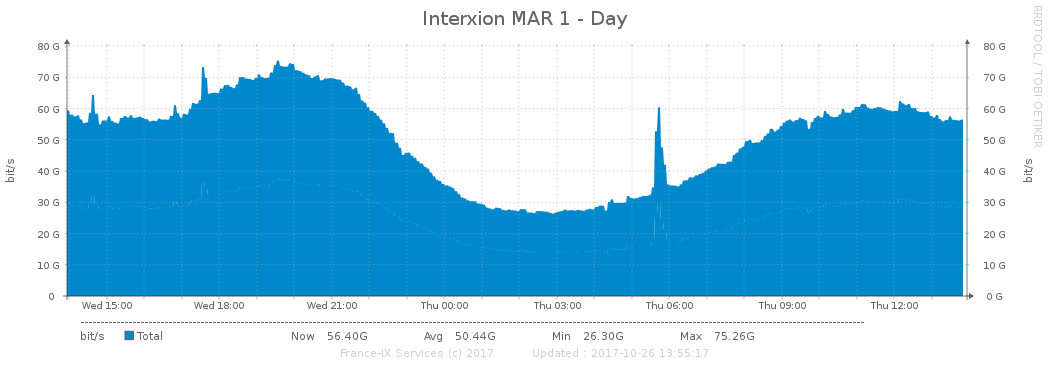 Interxion MAR 1 - Day
RRDTOOL / TOBI OETIKER
80 G 80 G
70 G 70 G
60 G 60 G
50 G 50 G
40 G 40 G
30 G 30 G
20 G 20 G
10 G 10 G
0 0 G
bit/s bit/s
Wed 15:00 Wed 18:00 Wed 21:00 Thu 00:00 Thu 03:00 Thu 06:00 Thu 09:00 Thu 12:00
bit/s Total Now 56.40G Avg 50.44G Min 26.30G Max 75.26G
France-IX Services (c) 2017 Updated : 2017-10-26 13:55:17